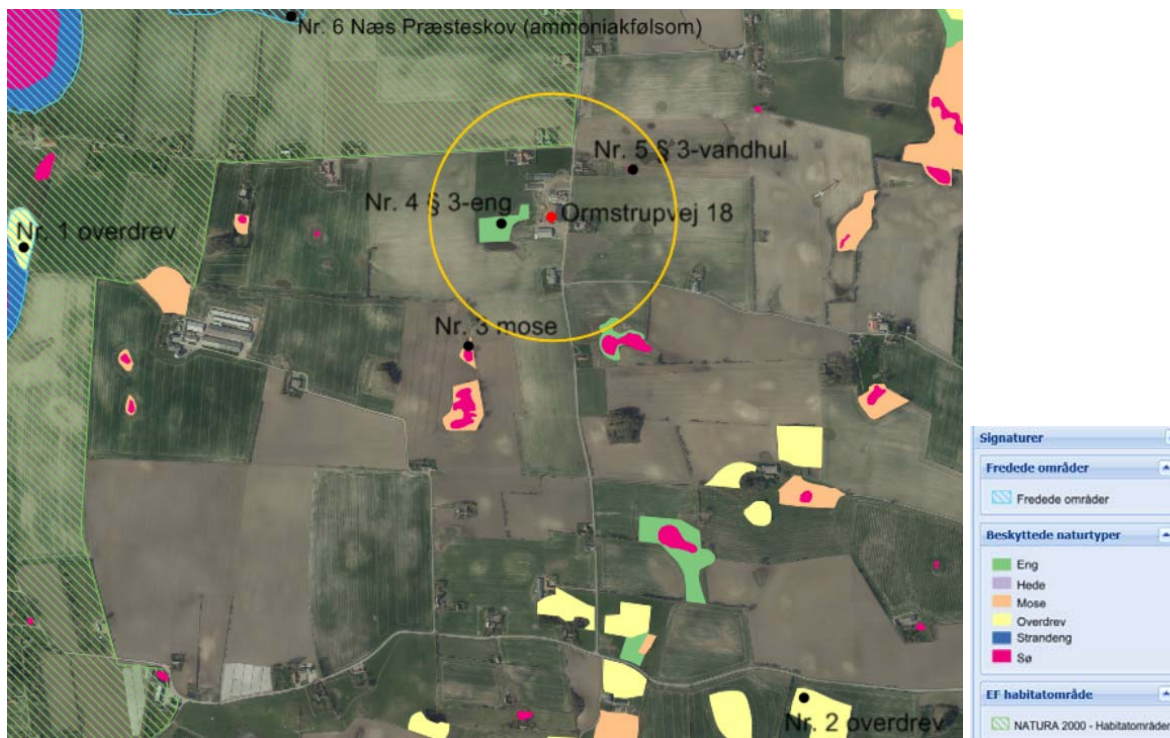 Nr. 6 Næs Præsteskov (ammoniakfølsom)
Nr. 5 § 3-vandhul
Nr. 4 § 3-eng
Ormstrupvej 18
Nr. 1 overdrev
Nr. 3 mose
Nr. 2 overdrev
Signaturer
Fredede områder
Fredede områder
Beskyttede naturtyper
Eng
Hede
Mose
Overdrev
Strandeng
Sø
EF habitatområde
NATURA 2000 - Habitatområder